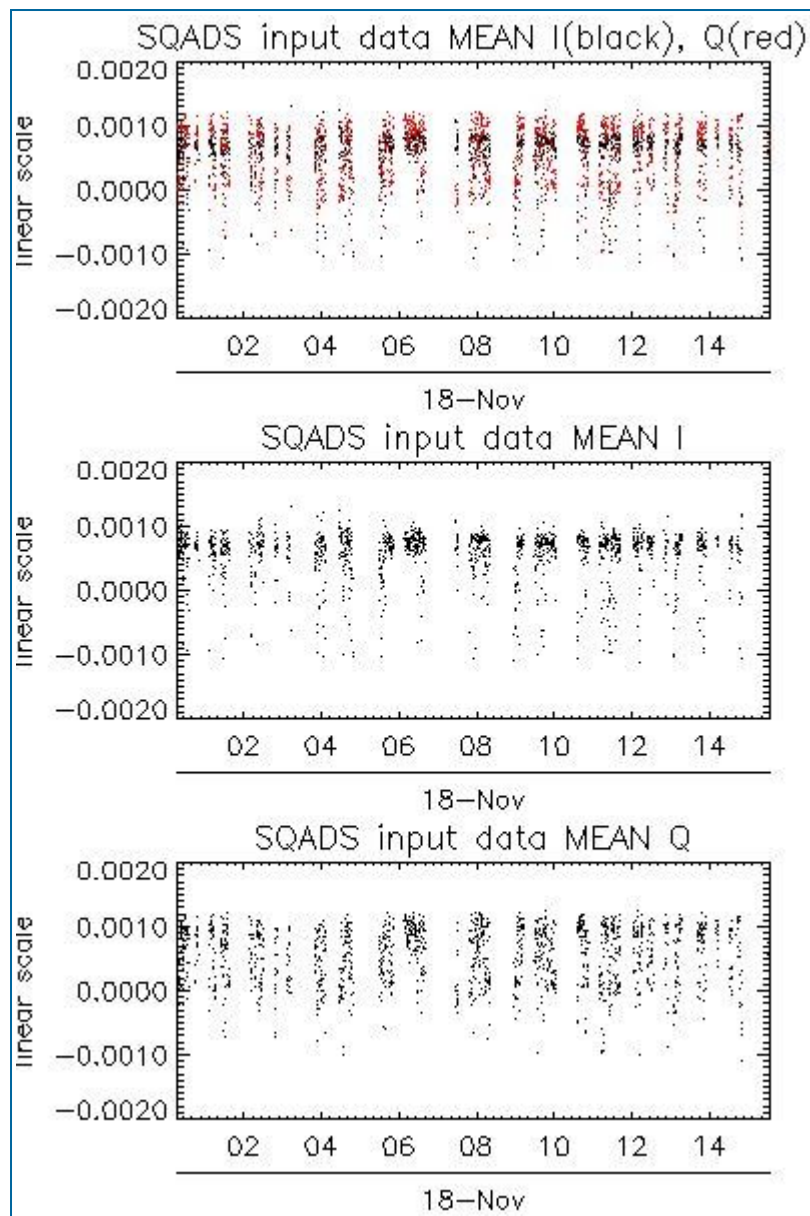 SQADS input data MEAN I(black), Q(red)
linear scale
0.0020
0.0010
0.0000
−0.0010
−0.0020
02 04 06 08 10 12 14
18−Nov
SQADS input data MEAN I
linear scale
0.0020
0.0010
0.0000
−0.0010
−0.0020
02 04 06 08 10 12 14
18−Nov
SQADS input data MEAN Q
linear scale
0.0020
0.0010
0.0000
−0.0010
−0.0020
02 04 06 08 10 12 14
18−Nov